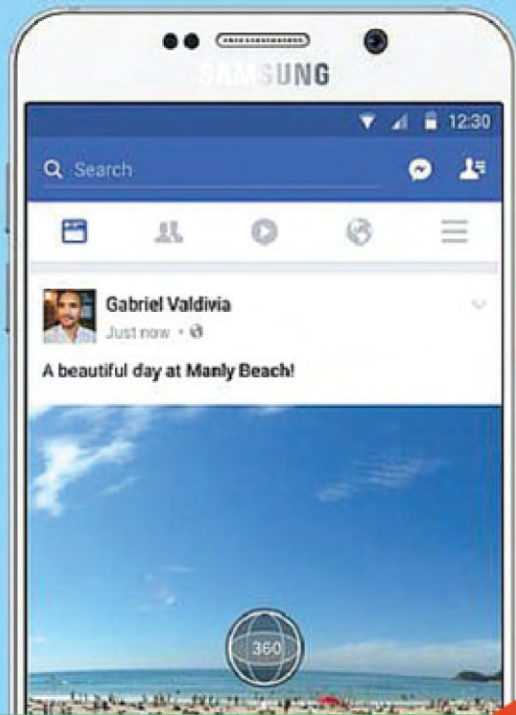 SAMSUNG
12:30
Search
Gabriel Valdivia
Just now
A beautiful day at Manly Beach!
360